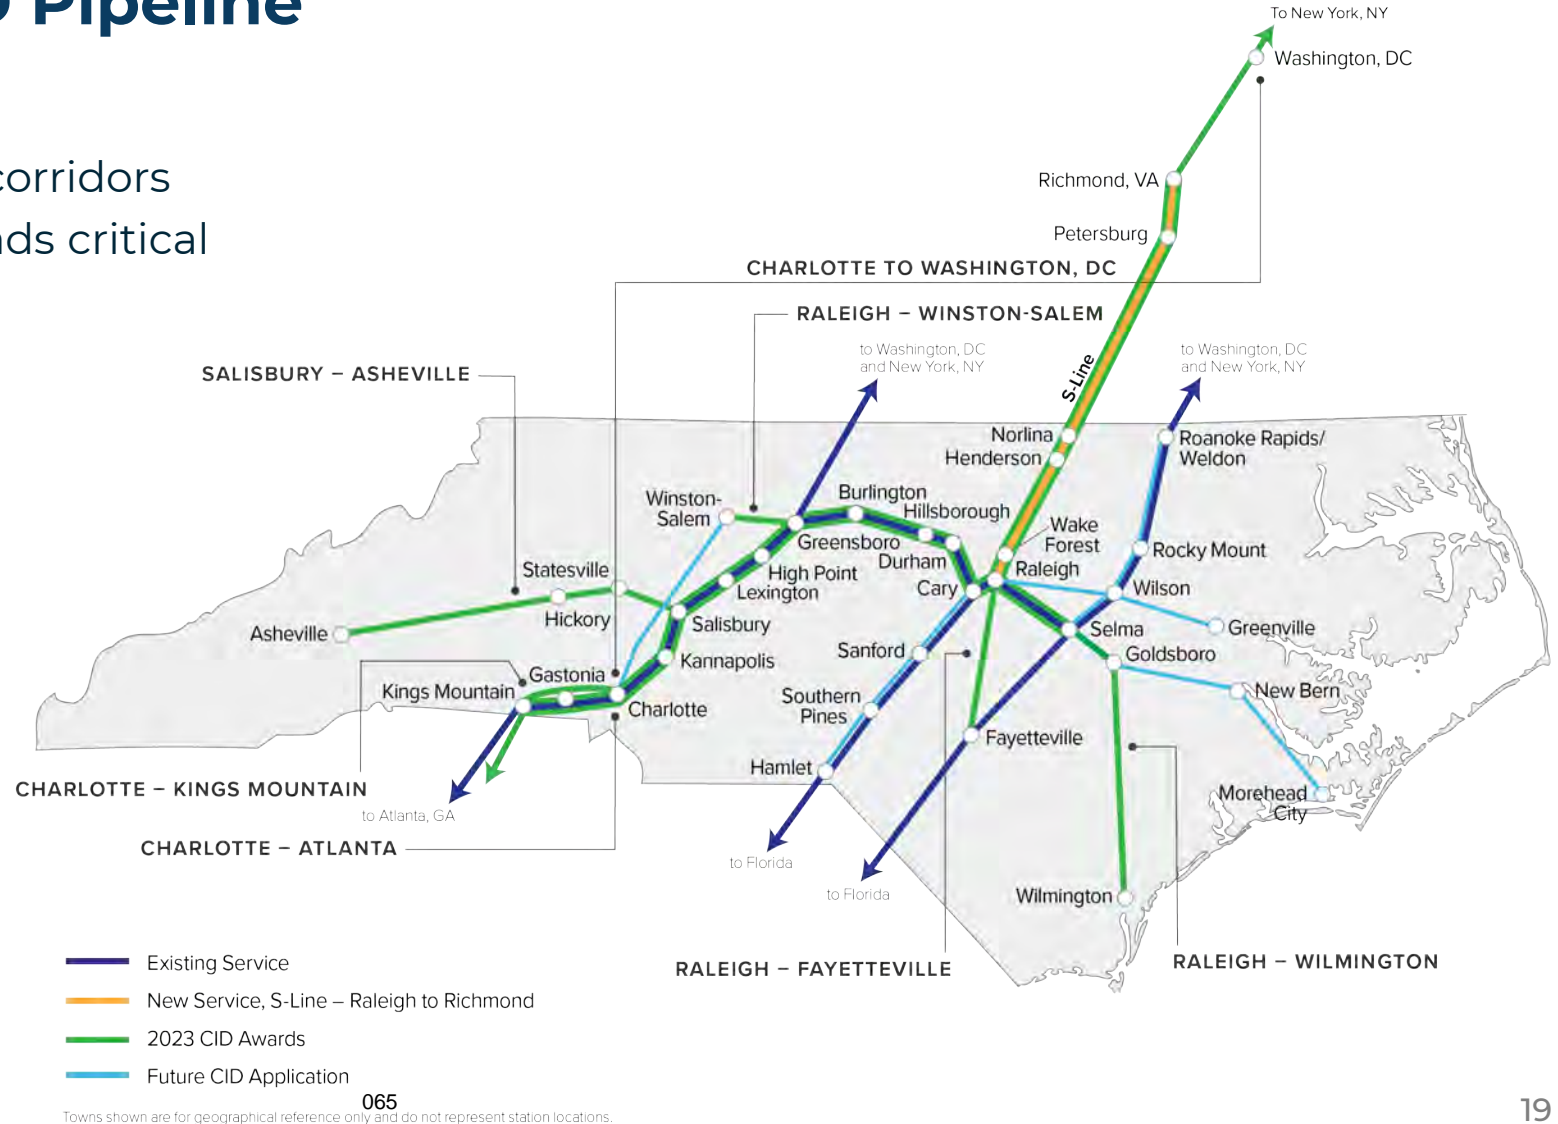 Pipeline
corridors
ds critical
To New York, NY
Washington, DC
Richmond, VA
Petersburg
CHARLOTTE TO WASHINGTON, DC
RALEIGH – WINSTON-SALEM
to Washington, DC
and New York, NY
to Washington, DC
and New York, NY
S-Line
SALISBURY – ASHEVILLE
Norlina
Henderson
Roanoke Rapids/
Weldon
Winston-
Salem
Burlington
Hillsborough
Greensboro
Durham
Wake
Forest
Raleigh
Rocky Mount
High Point
Lexington
Statesville
Hickory
Cary
Wilson
Asheville
Salisbury
Selma
Greenville
Kannapolis
Sanford
Goldsboro
Gastonia
Kings Mountain
Charlotte
Southern
Pines
New Bern
Fayetteville
Hamlet
CHARLOTTE – KINGS MOUNTAIN
Morehead
City
to Atlanta, GA
CHARLOTTE – ATLANTA
to Florida
to Florida
Wilmington
RALEIGH – FAYETTEVILLE
RALEIGH – WILMINGTON
Existing Service
New Service, S-Line – Raleigh to Richmond
2023 CID Awards
Future CID Application
065
Towns shown are for geographical reference only and do not represent station locations.
19